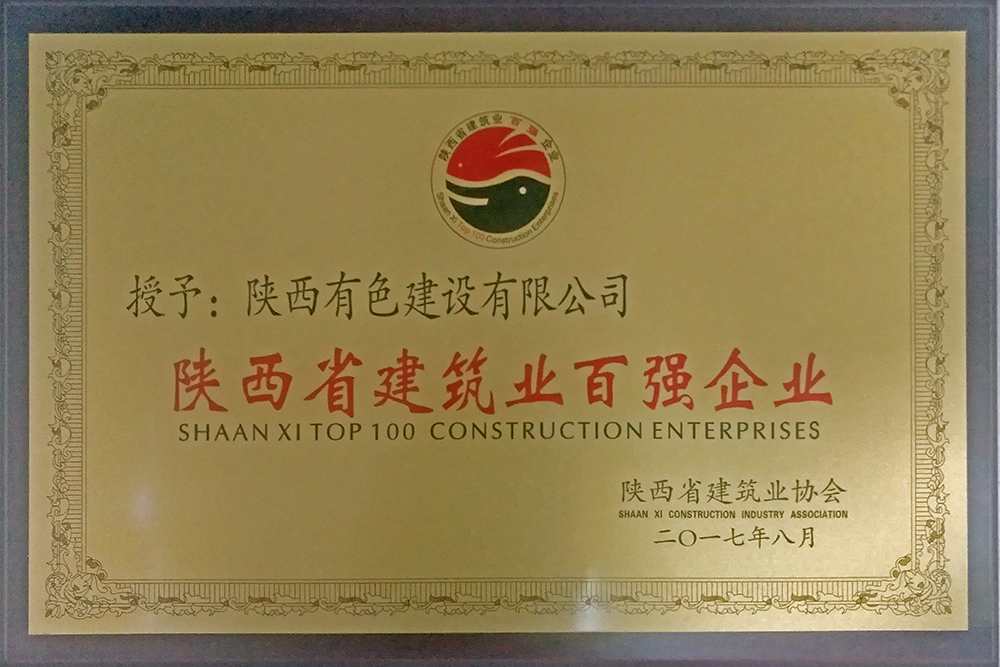 陕西省建筑业百强企业
Shaan Xi Top 100 Construction Enterprises
授予：陕西有色建设有限公司
陕西省建筑业百强企业
SHAAN XI TOP 100 CONSTRUCTION ENTERPRISES
陕西省建筑业协会
SHAAN XI CONSTRUCTION INDUSTRY ASSOCIATION
二〇一七年八月